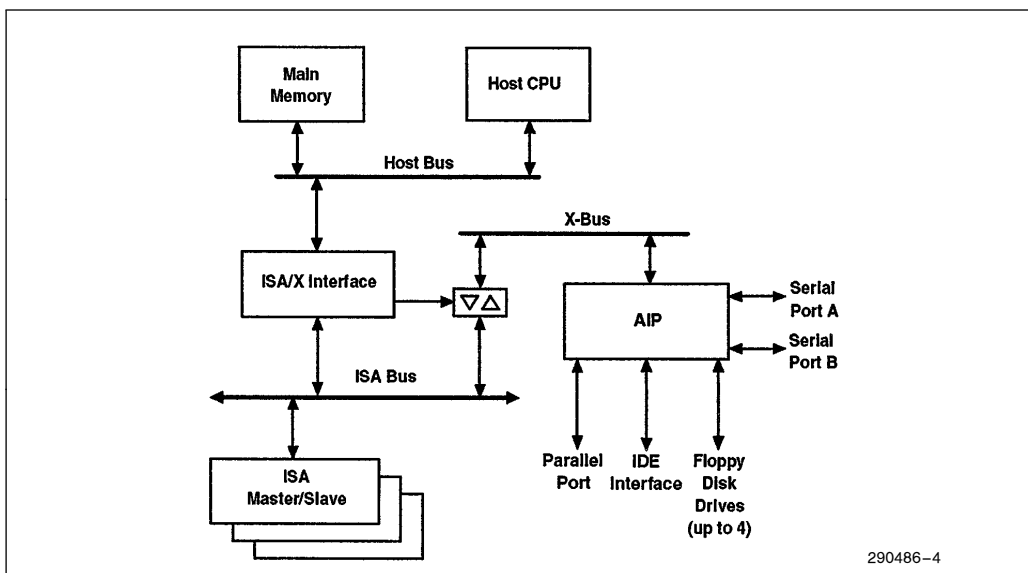 Main
Memory
Host CPU
Host Bus
X-Bus
ISA/X Interface
AIP
Serial
Port A
Serial
Port B
ISA Bus
Parallel
Port
IDE
Interface
Floppy
Disk
Drives
(up to 4)
ISA
Master/Slave
290486–4